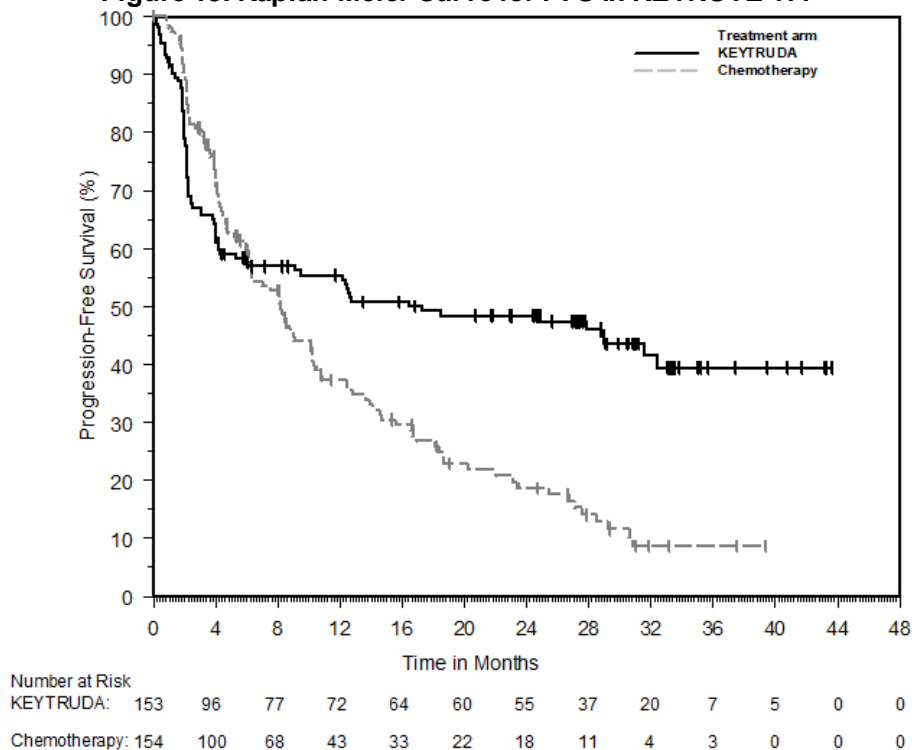 100
Treatment arm
KEYTRUDA
Chemotherapy
90
80
70
60
50
40
30
20
10
0
Progression-Free Survival (%)
0 4 8 12 16 20 24 28 32 36 40 44 48
Time in Months
Number at Risk
KEYTRUDA: 153 96 77 72 64 60 55 37 20 7 5 0 0
Chemotherapy: 154 100 68 43 33 22 18 11 4 3 0 0 0